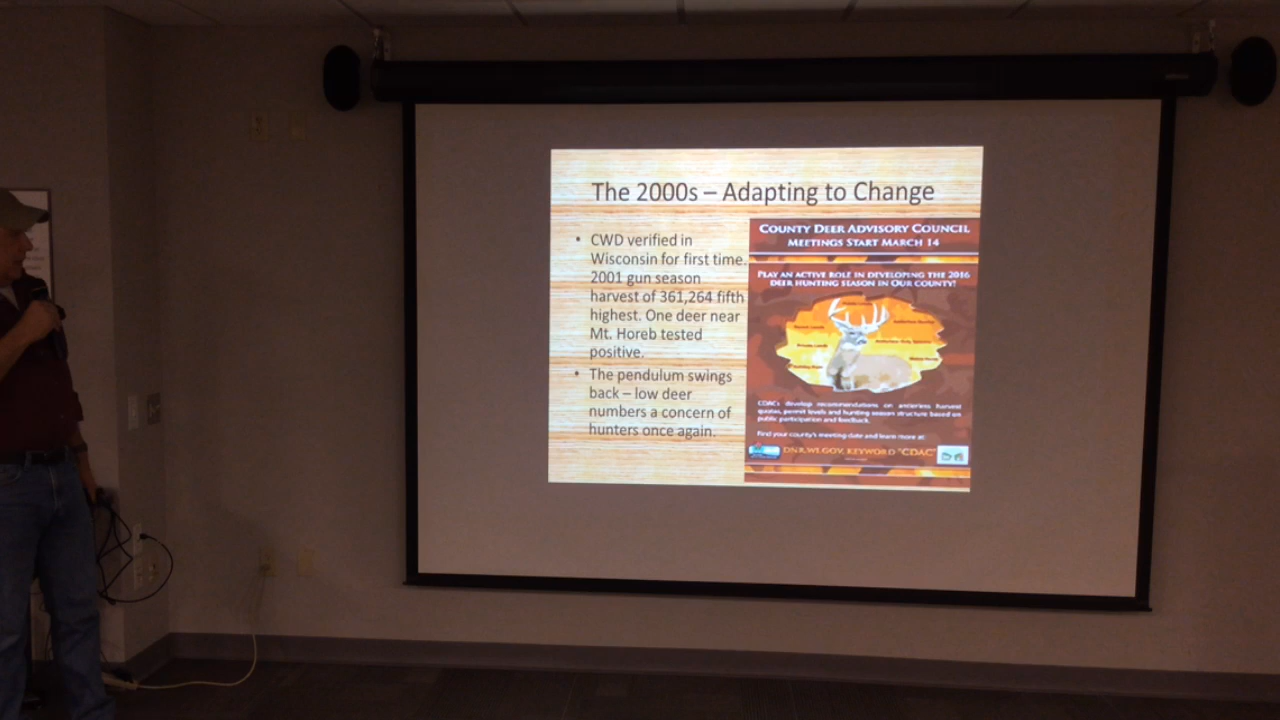 The 2000s – Adapting to Change
• CWD verified in
Wisconsin for first time.
2001 gun season
harvest of 361,264 fifth
highest. One deer near
Mt. Horeb tested
positive.
• The pendulum swings
back – low deer
numbers a concern of
hunters once again.
COUNTY DEER ADVISORY COUNCIL
MEETINGS START MARCH 14
PLAY AN ACTIVE ROLE IN DEVELOPING THE 2016
DEER HUNTING SEASON IN OUR COUNTY!
CDACs develop recommendations on antlerless harvest
quotas, permit levels and hunting season structure based on
public participation and feedback.
Find your county's meeting date and learn more at:
DNR.WI.GOV, KEYWORD "CDAC"